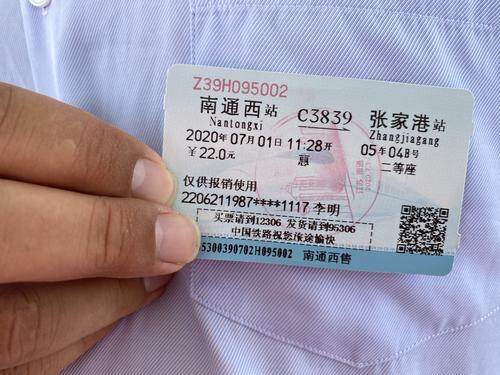 Z39H095002
南通西站 C3839 张家港站
Nantongxi Zhangjiagang
2020年07月01日11:28开 05车04B号
￥22.0元 惠 二等座
仅供报销使用
2206211987****1117 李明
买票请到12306 发货请到95306
中国铁路祝您旅途愉快
65300390702H095002 南通西售